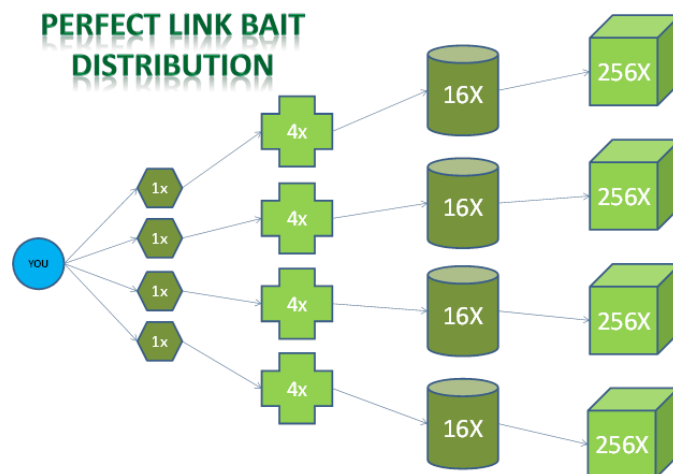 PERFECT LINK BAIT
DISTRIBUTION
YOU
1x
1x
1x
1x
4x
4x
4x
4x
16X
16X
16X
16X
256X
256X
256X
256X